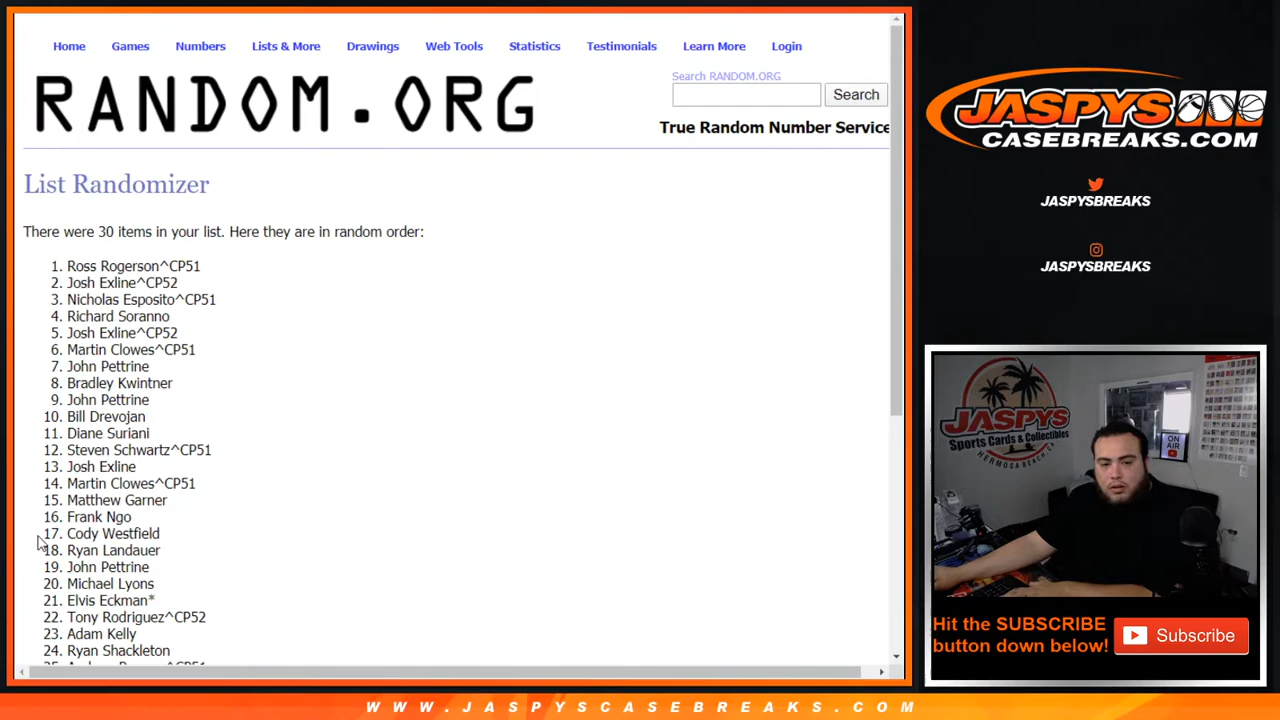 Home Games Numbers Lists & More Drawings Web Tools Statistics Testimonials Learn More Login
RANDOM.ORG
Search RANDOM.ORG
Search
True Random Number Service
List Randomizer
There were 30 items in your list. Here they are in random order:
1. Ross Rogerson^CP51
2. Josh Exline^CP52
3. Nicholas Esposito^CP51
4. Richard Soranno
5. Josh Exline^CP52
6. Martin Clowes^CP51
7. John Pettrine
8. Bradley Kwintner
9. John Pettrine
10. Bill Drevojan
11. Diane Suriani
12. Steven Schwartz^CP51
13. Josh Exline
14. Martin Clowes^CP51
15. Matthew Garner
16. Frank Ngo
17. Cody Westfield
18. Ryan Landauer
19. John Pettrine
20. Michael Lyons
21. Elvis Eckman*
22. Tony Rodriguez^CP52
23. Adam Kelly
24. Ryan Shackleton
JASPYS
CASEBREAKS.COM
JASPYSBREAKS
JASPYSBREAKS
JASPYS
Sports Cards & Collectibles
HERMOSA BEACH, CA
ON
AIR
Hit the SUBSCRIBE
button down below!
Subscribe
WWW.JASPYSCASEBREAKS.COM